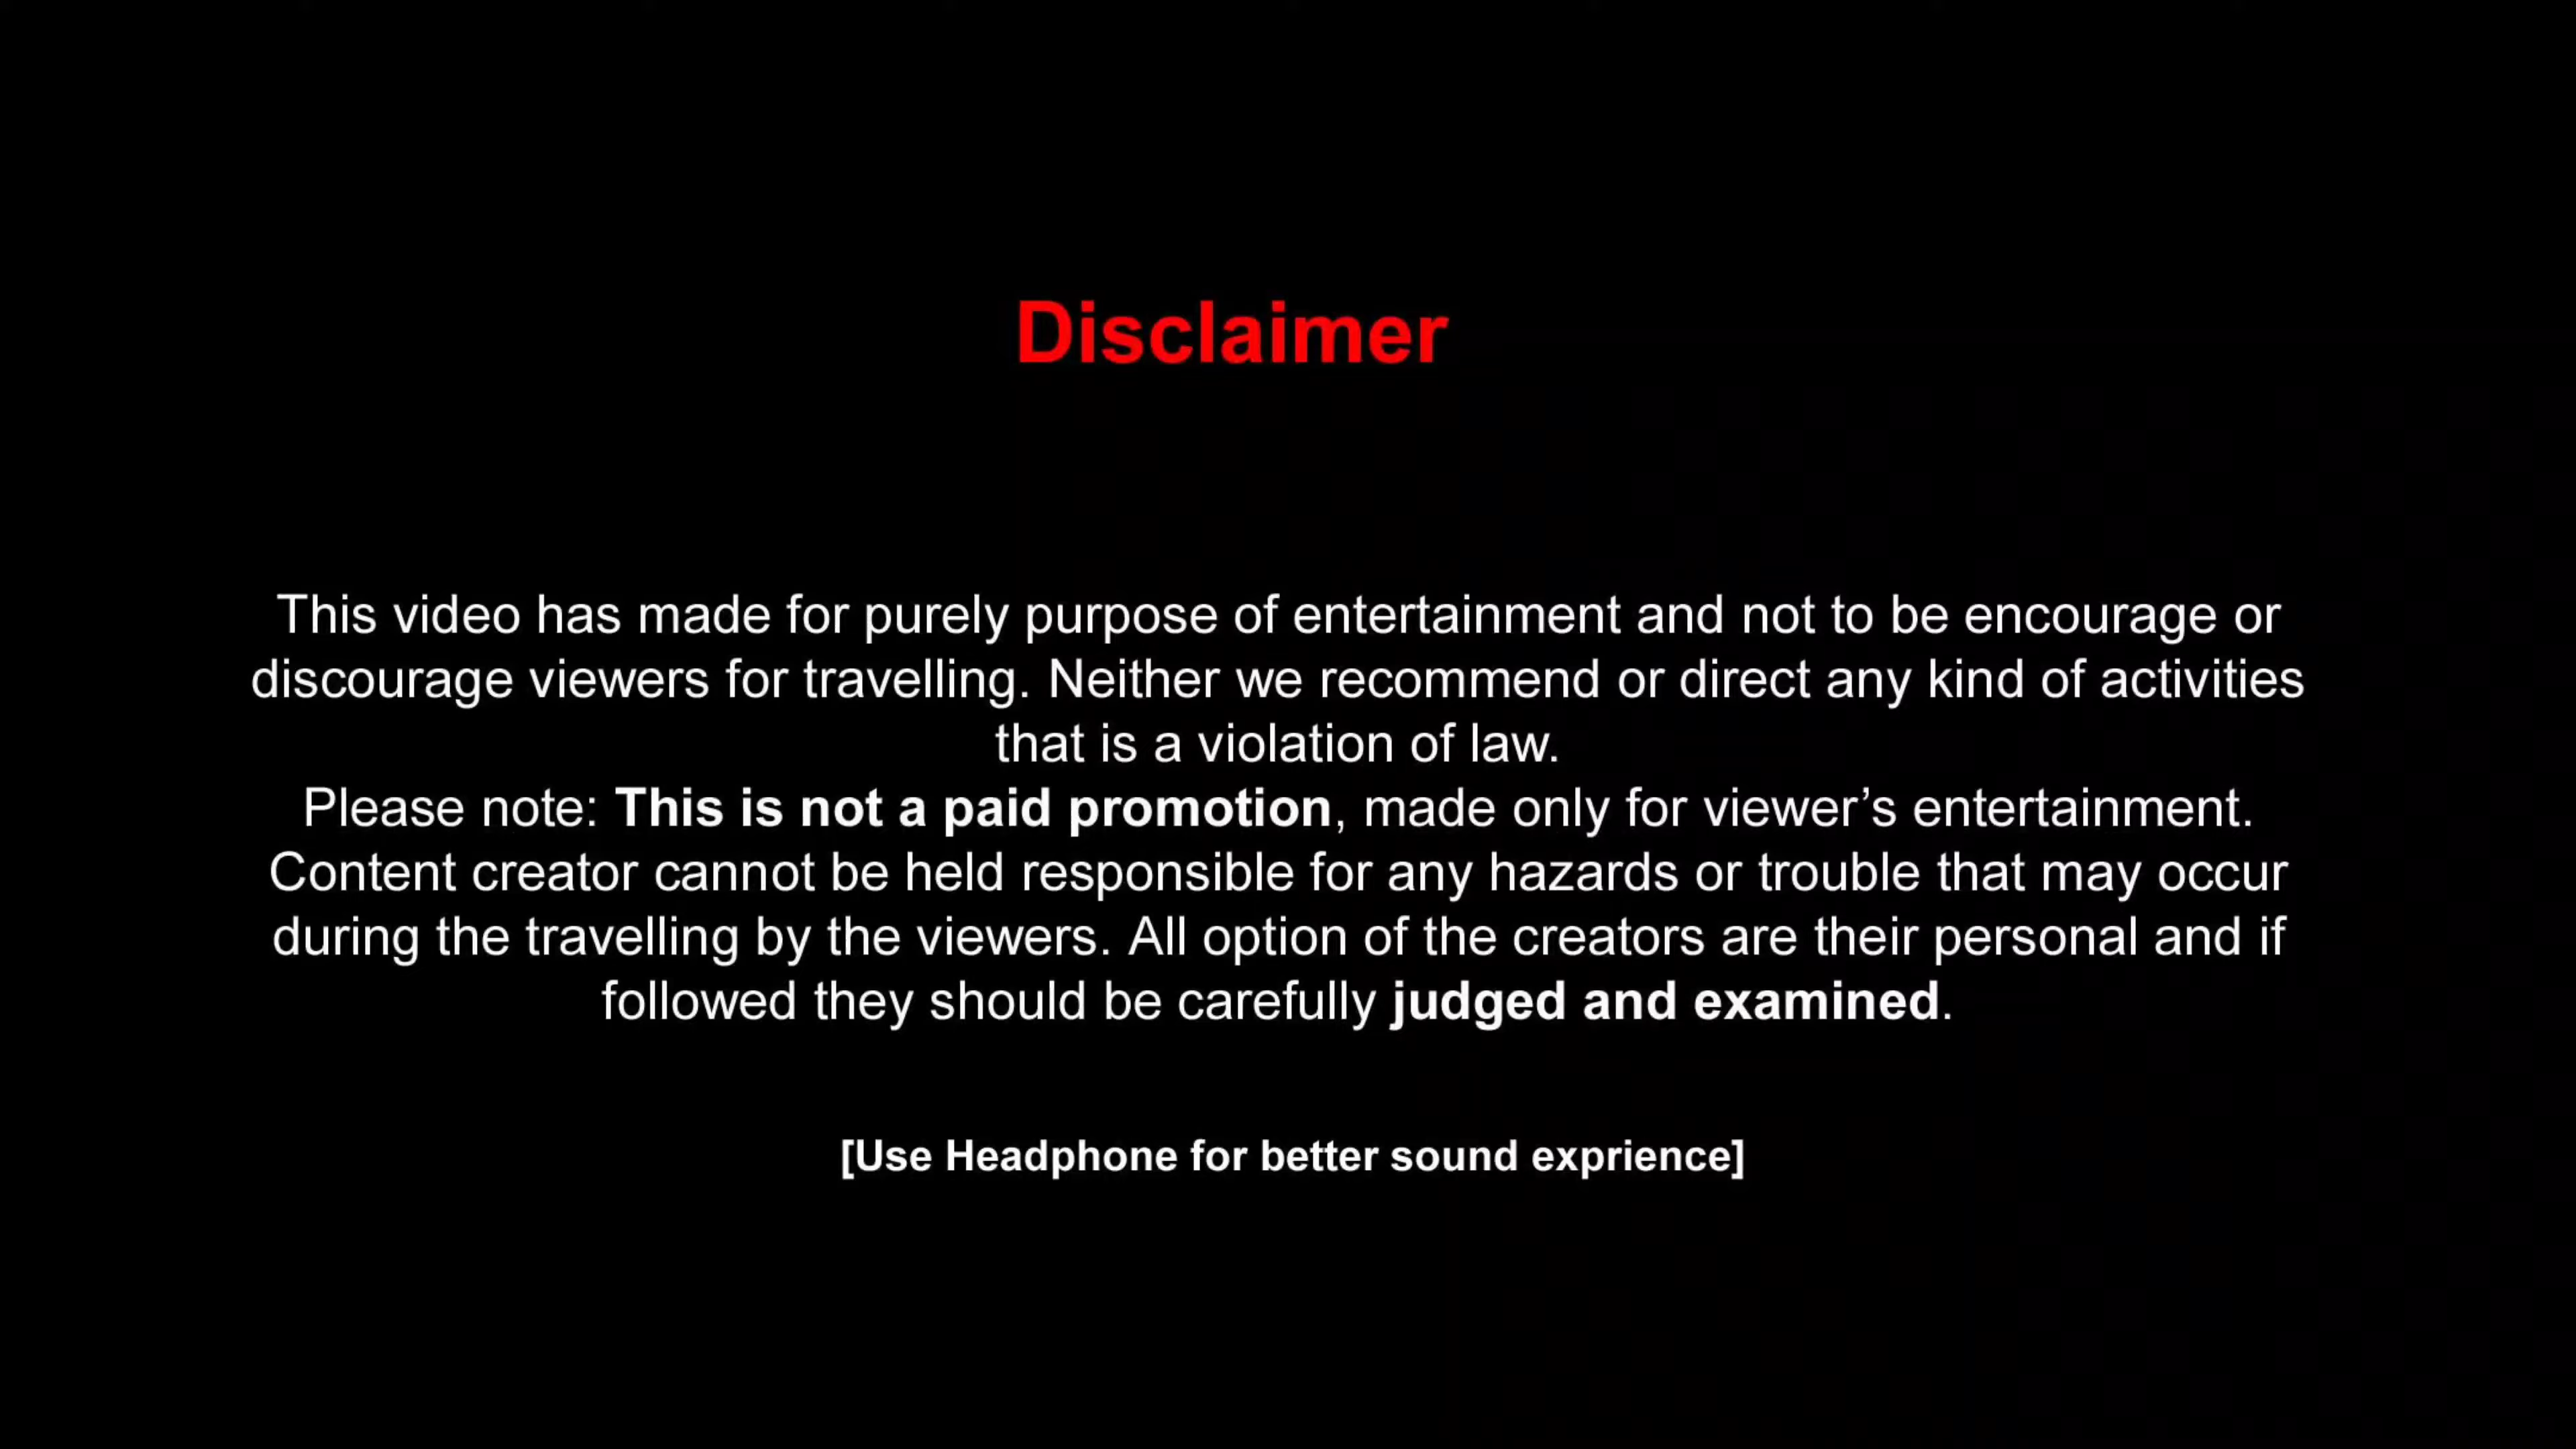 Disclaimer
This video has made for purely purpose of entertainment and not to be encourage or
discourage viewers for travelling. Neither we recommend or direct any kind of activities
that is a violation of law.
Please note: This is not a paid promotion, made only for viewer’s entertainment.
Content creator cannot be held responsible for any hazards or trouble that may occur
during the travelling by the viewers. All option of the creators are their personal and if
followed they should be carefully judged and examined.
[Use Headphone for better sound exprience]